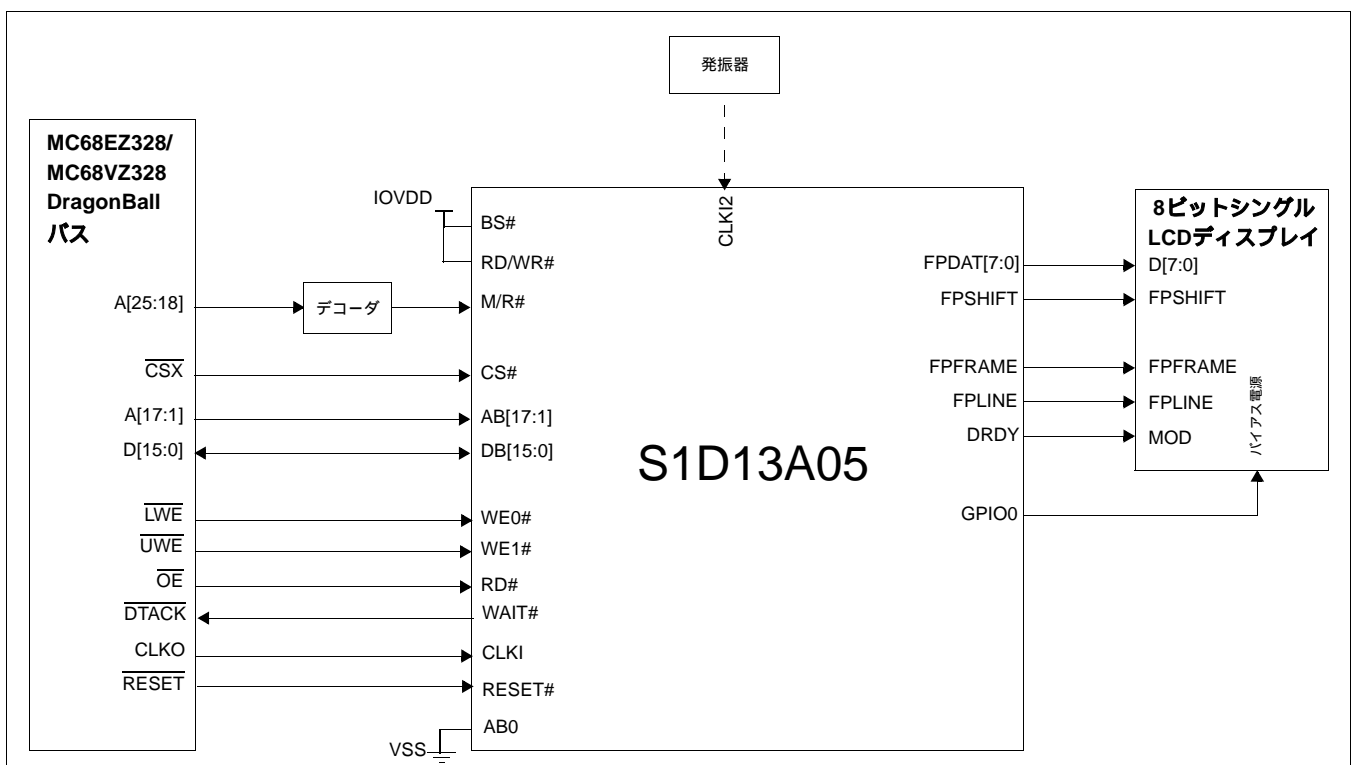 発振器
MC68EZ328/
MC68VZ328
DragonBall
バス
A[25:18]
CSX
A[17:1]
D[15:0]
LWE
UWE
OE
DTACK
CLKO
RESET
デコーダ
IOVDD
VSS
BS#
RD/WR#
M/R#
CS#
AB[17:1]
DB[15:0]
WE0#
WE1#
RD#
WAIT#
CLKI
RESET#
AB0
CLKI2
S1D13A05
FPDAT[7:0]
FPSHIFT
FPFRAME
FPLINE
DRDY
GPIO0
8ビットシングル
LCDディスプレイ
D[7:0]
FPSHIFT
FPFRAME
FPLINE
MOD
バイアス電源